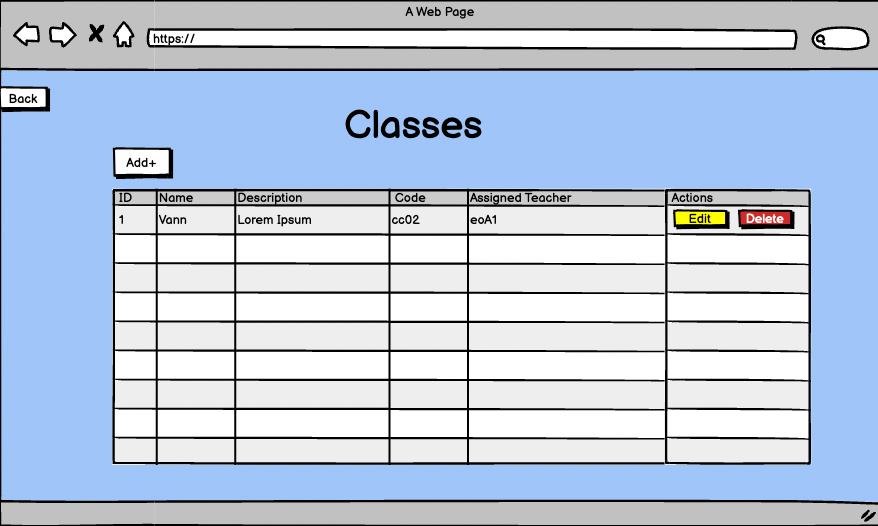 A Web Page
https://
Back
Classes
Add+
ID Name Description Code Assigned Teacher Actions
1 Vann Lorem Ipsum cc02 eoA1 Edit Delete